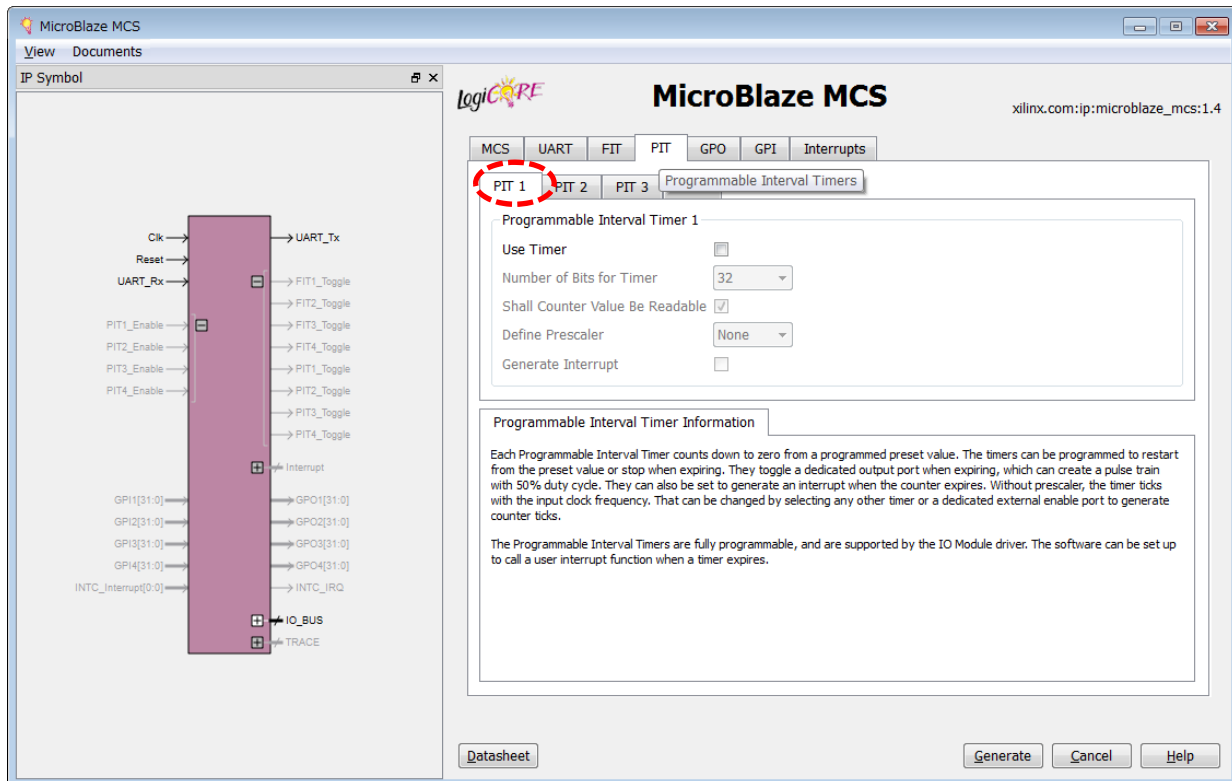 MicroBlaze MCS
View Documents
IP Symbol
LogiCORE
MicroBlaze MCS
xilinx.com:ip:microblaze_mcs:1.4
MCS UART FIT PIT GPO GPI Interrupts
PIT 1 PIT 2 PIT 3
Programmable Interval Timers
Programmable Interval Timer 1
Use Timer
Number of Bits for Timer 32
Shall Counter Value Be Readable
Define Prescaler None
Generate Interrupt
Clk UART_Tx
Reset
UART_Rx FIT1_Toggle
FIT2_Toggle
PIT1_Enable FIT3_Toggle
PIT2_Enable FIT4_Toggle
PIT3_Enable PIT1_Toggle
PIT4_Enable PIT2_Toggle
PIT3_Toggle
PIT4_Toggle
Interrupt
GPI1[31:0] GPO1[31:0]
GPI2[31:0] GPO2[31:0]
GPI3[31:0] GPO3[31:0]
GPI4[31:0] GPO4[31:0]
INTC_Interrupt[0:0] INTC_IRQ
IO_BUS
TRACE
Programmable Interval Timer Information
Each Programmable Interval Timer counts down to zero from a programmed preset value. The timers can be programmed to restart
from the preset value or stop when expiring. They toggle a dedicated output port when expiring, which can create a pulse train
with 50% duty cycle. They can also be set to generate an interrupt when the counter expires. Without prescaler, the timer ticks
with the input clock frequency. That can be changed by selecting any other timer or a dedicated external enable port to generate
counter ticks.
The Programmable Interval Timers are fully programmable, and are supported by the IO Module driver. The software can be set up
to call a user interrupt function when a timer expires.
Datasheet Generate Cancel Help